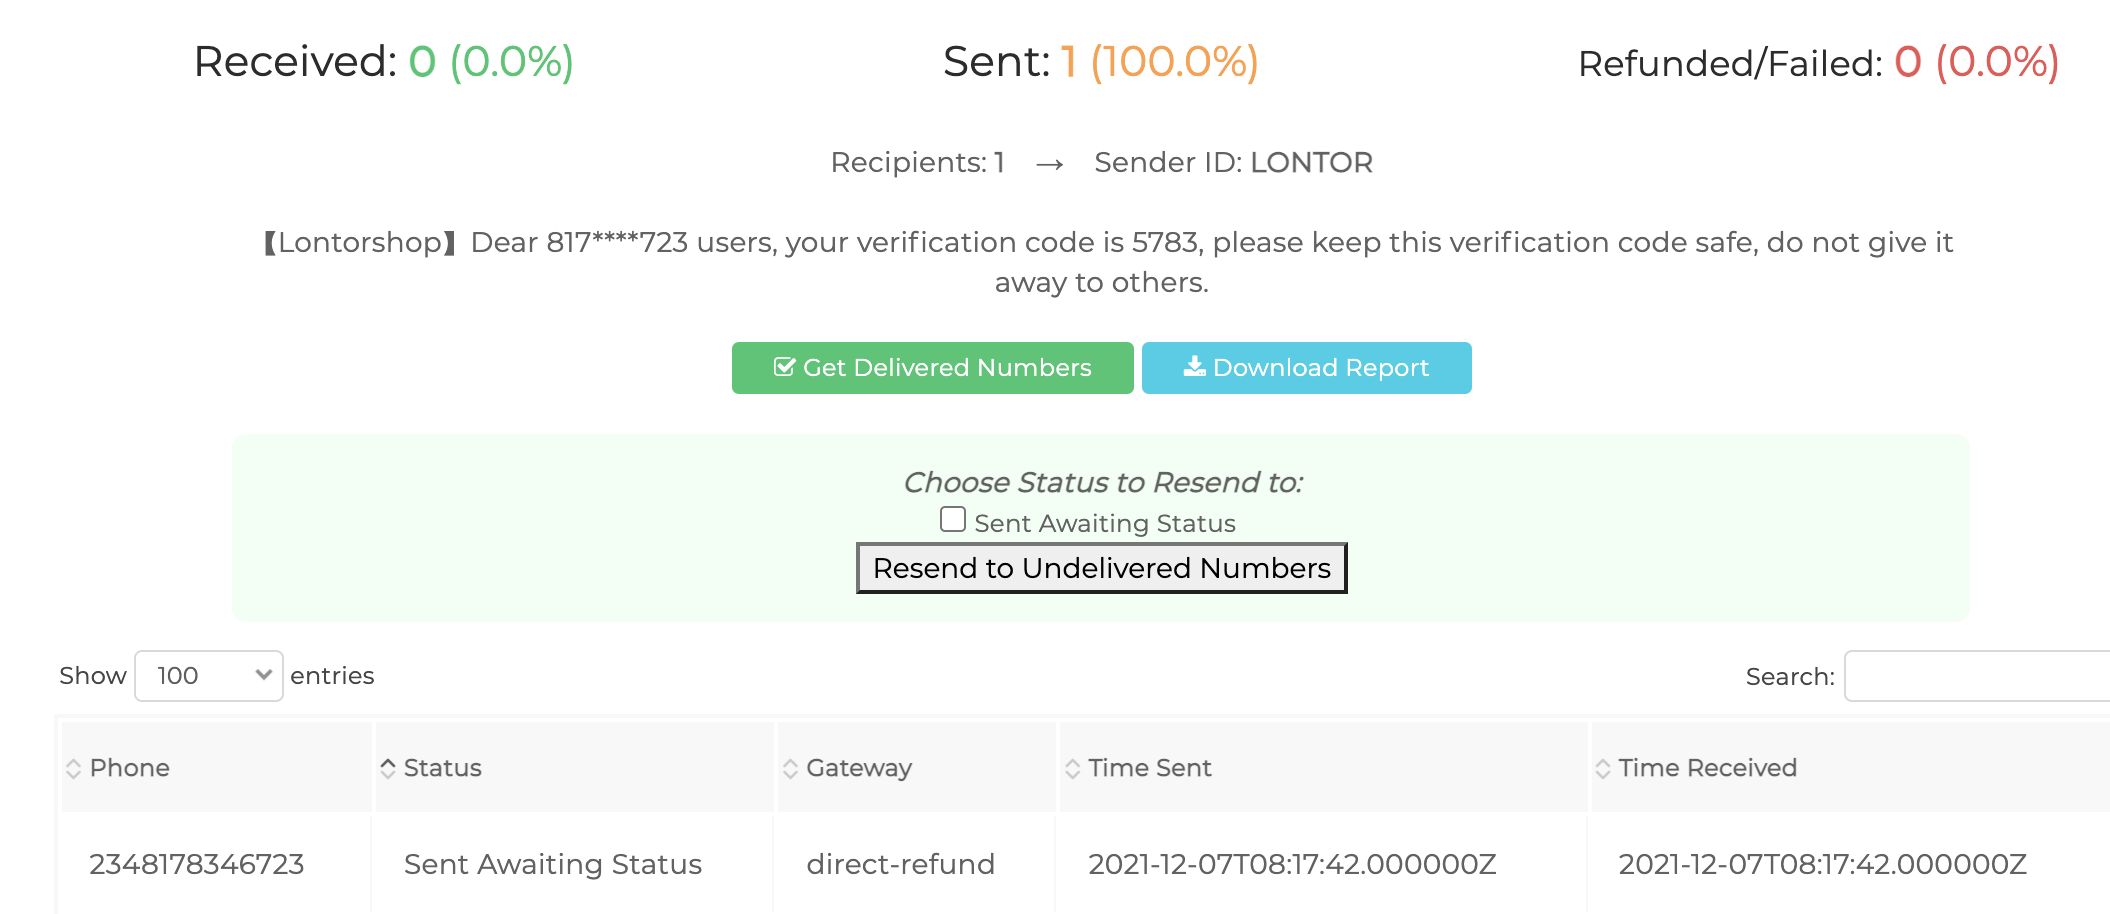 Received: 0 (0.0%) Sent: 1 (100.0%) Refunded/Failed: 0 (0.0%)
Recipients: 1 → Sender ID: LONTOR
【Lontorshop】Dear 817****723 users, your verification code is 5783, please keep this verification code safe, do not give it
away to others.
Get Delivered Numbers Download Report
Choose Status to Resend to:
Sent Awaiting Status
Resend to Undelivered Numbers
Show 100 entries Search:
Phone Status Gateway Time Sent Time Received
2348178346723 Sent Awaiting Status direct-refund 2021-12-07T08:17:42.000000Z 2021-12-07T08:17:42.000000Z